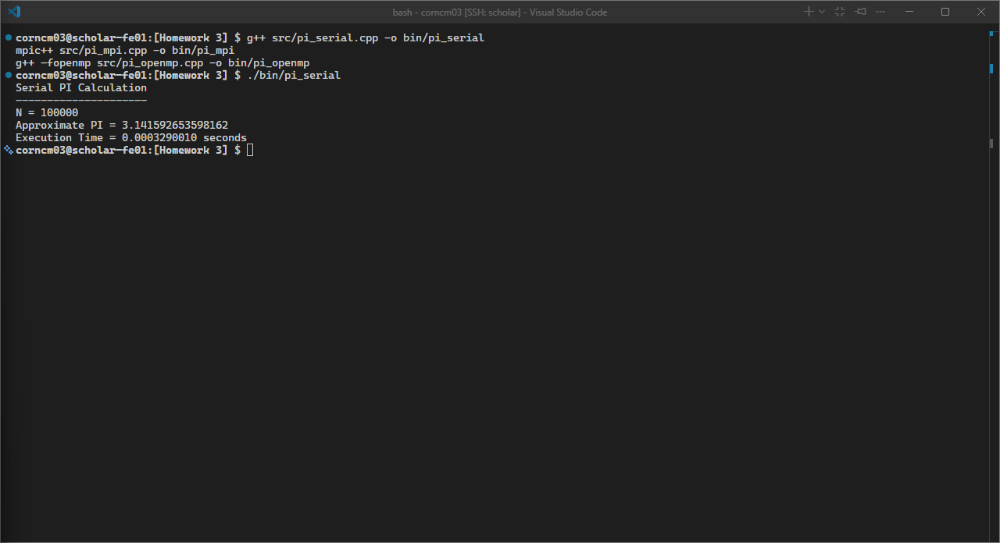 bash - corncm03 [SSH: scholar] - Visual Studio Code
corncm03@scholar-fe01:[Homework 3] $ g++ src/pi_serial.cpp -o bin/pi_serial
mpic++ src/pi_mpi.cpp -o bin/pi_mpi
g++ -fopenmp src/pi_openmp.cpp -o bin/pi_openmp
corncm03@scholar-fe01:[Homework 3] $ ./bin/pi_serial
Serial PI Calculation
---------------------
N = 100000
Approximate PI = 3.141592653598162
Execution Time = 0.0003290010 seconds
corncm03@scholar-fe01:[Homework 3] $